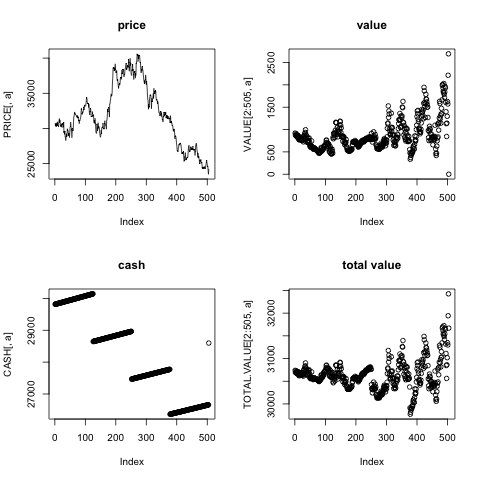 price
PRICE[, a]
25000
35000
0 100 200 300 400 500
Index
value
VALUE[2:505, a]
0
500
1500
2500
0 100 200 300 400 500
Index
cash
CASH[, a]
27000
29000
0 100 200 300 400 500
Index
total value
TOTAL.VALUE[2:505, a]
30000
31000
32000
0 100 200 300 400 500
Index